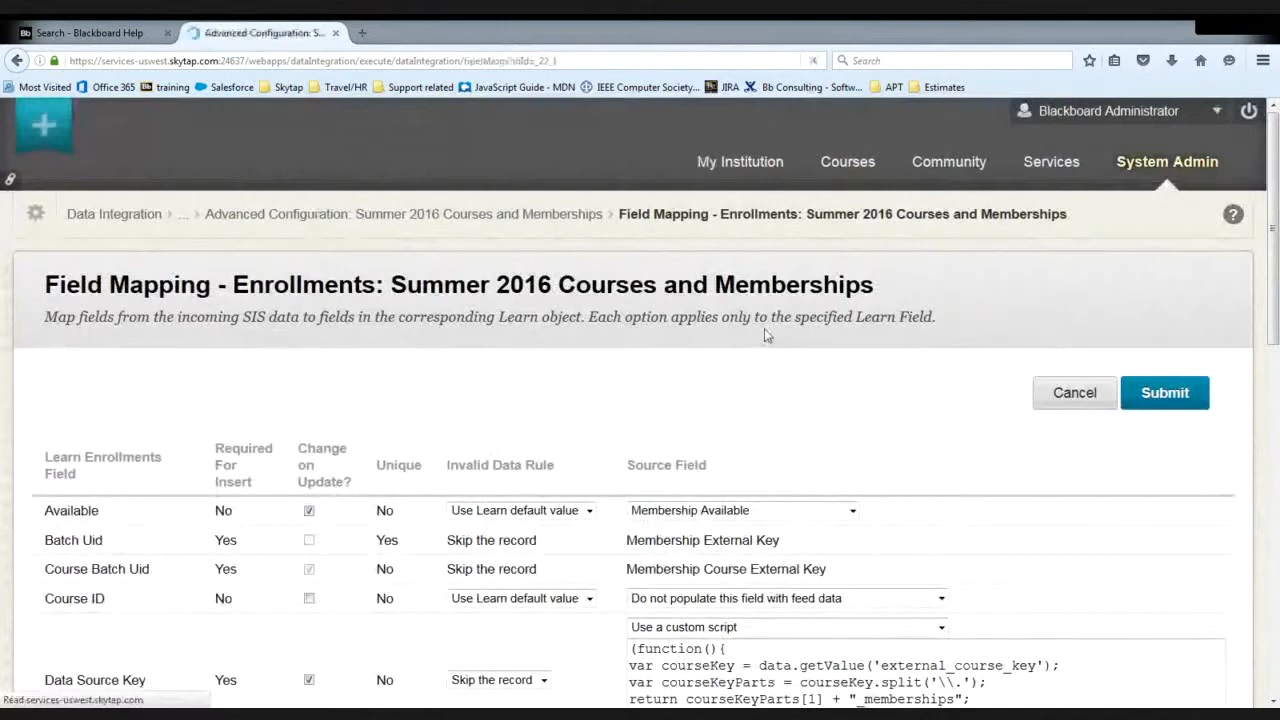 Search - Blackboard Help
Advanced Configuration: S...
https://services-uswest.skytap.com:24637/webapps/dataIntegration/execute/dataIntegration/
Search
Most Visited Office 365 training Salesforce Skytap Travel/HR Support related JavaScript Guide - MDN IEEE Computer Society... JIRA Bb Consulting - Softw... APT Estimates
Blackboard Administrator
My Institution Courses Community Services System Admin
Data Integration › ... › Advanced Configuration: Summer 2016 Courses and Memberships › Field Mapping - Enrollments: Summer 2016 Courses and Memberships
Field Mapping - Enrollments: Summer 2016 Courses and Memberships
Map fields from the incoming SIS data to fields in the corresponding Learn object. Each option applies only to the specified Learn Field.
Cancel Submit
Learn Enrollments Field Required For Insert Change on Update? Unique Invalid Data Rule Source Field
Available No No Use Learn default value Membership Available
Batch Uid Yes Yes Skip the record Membership External Key
Course Batch Uid Yes No Skip the record Membership Course External Key
Course ID No No Use Learn default value Do not populate this field with feed data
Use a custom script
(function(){
var courseKey = data.getValue('external_course_key');
var courseKeyParts = courseKey.split('\\.');
return courseKeyParts[1] + "_memberships";
Data Source Key Yes No Skip the record
Read services-uswest.skytap.com